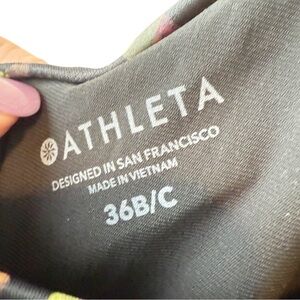 ATHLETA
DESIGNED IN SAN FRANCISCO
MADE IN VIETNAM
36B/C